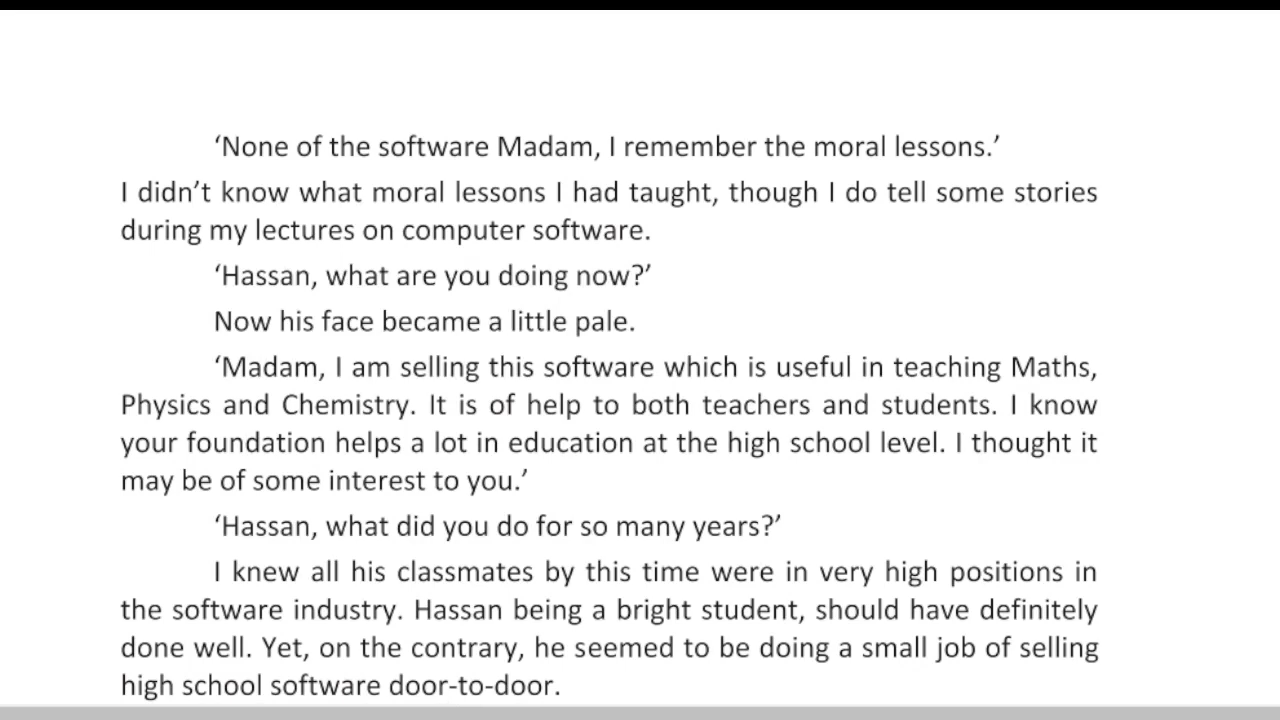 ‘None of the software Madam, I remember the moral lessons.’
I didn’t know what moral lessons I had taught, though I do tell some stories
during my lectures on computer software.
‘Hassan, what are you doing now?’
Now his face became a little pale.
‘Madam, I am selling this software which is useful in teaching Maths,
Physics and Chemistry. It is of help to both teachers and students. I know
your foundation helps a lot in education at the high school level. I thought it
may be of some interest to you.’
‘Hassan, what did you do for so many years?’
I knew all his classmates by this time were in very high positions in
the software industry. Hassan being a bright student, should have definitely
done well. Yet, on the contrary, he seemed to be doing a small job of selling
high school software door-to-door.